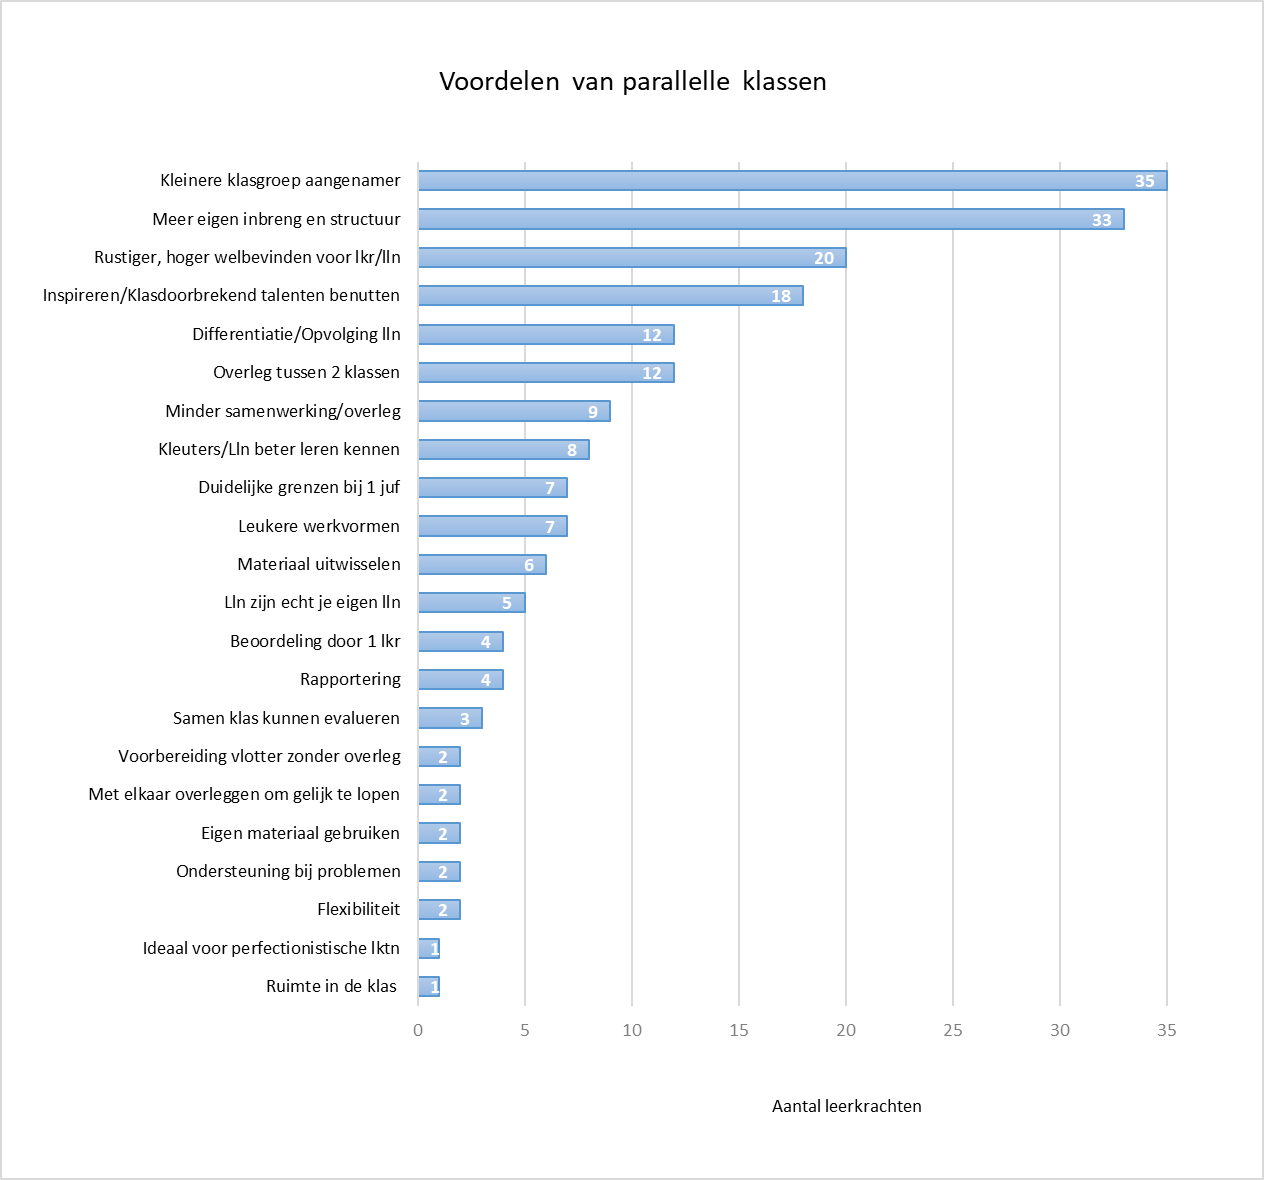 Voordelen van parallelle klassen
Kleinere klasgroep aangenamer 35
Meer eigen inbreng en structuur 33
Rustiger, hoger welbevinden voor lkr/lln 20
Inspireren/Klasdoorbrekend talenten benutten 18
Differentiatie/Opvolging lln 12
Overleg tussen 2 klassen 12
Minder samenwerking/overleg 9
Kleuters/Lln beter leren kennen 8
Duidelijke grenzen bij 1 juf 7
Leukere werkvormen 7
Materiaal uitwisselen 6
Lln zijn echt je eigen lln 5
Beoordeling door 1 lkr 4
Rapportering 4
Samen klas kunnen evalueren 3
Voorbereiding vlotter zonder overleg 2
Met elkaar overleggen om gelijk te lopen 2
Eigen materiaal gebruiken 2
Ondersteuning bij problemen 2
Flexibiliteit 2
Ideaal voor perfectionistische lktn 1
Ruimte in de klas 1
0 5 10 15 20 25 30 35
Aantal leerkrachten